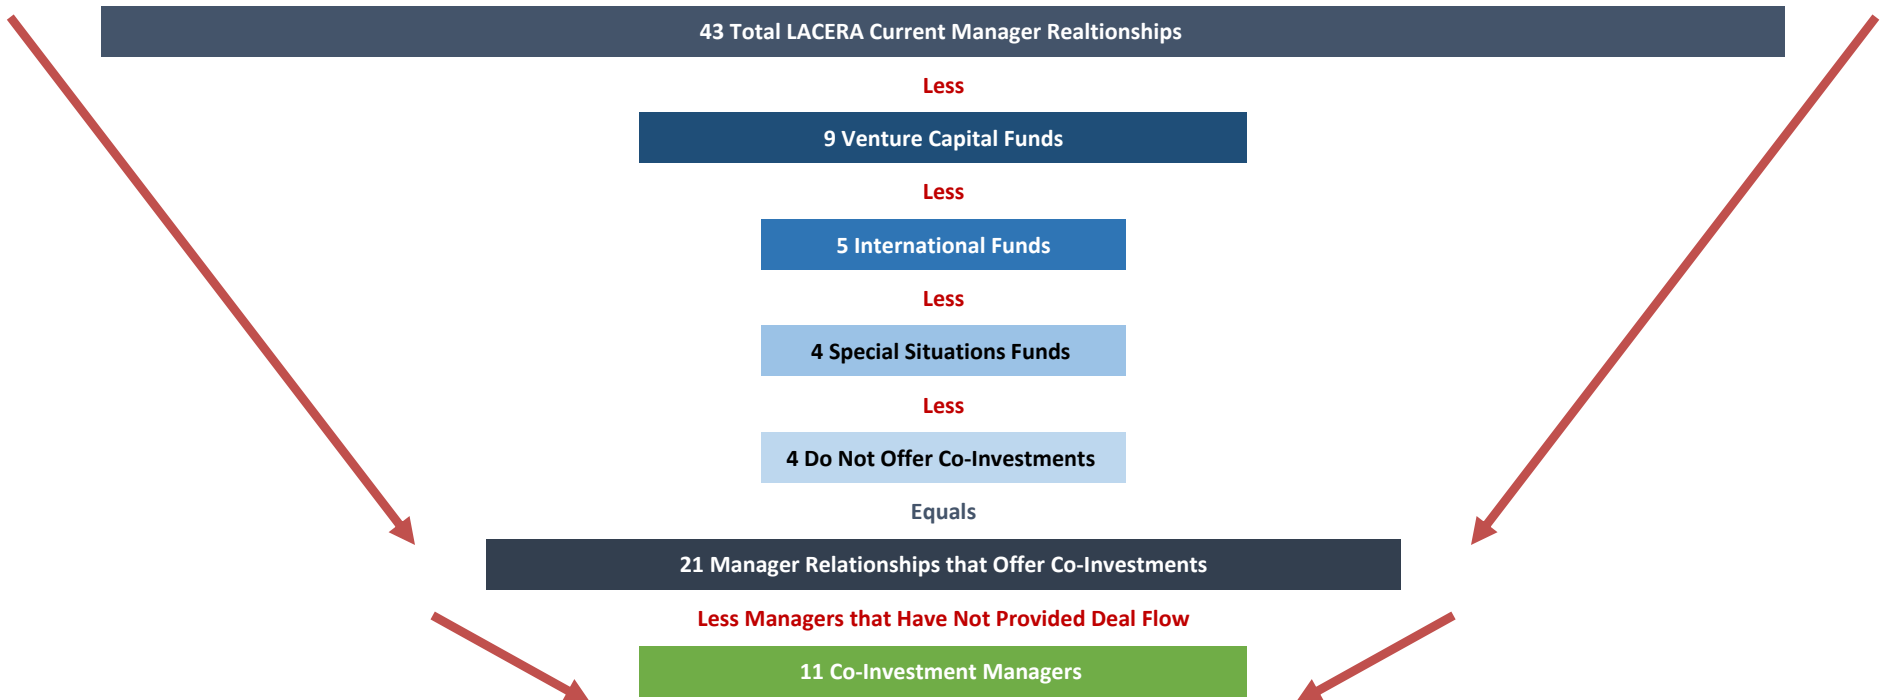 43 Total LACERA Current Manager Realtionships
Less
9 Venture Capital Funds
Less
5 International Funds
Less
4 Special Situations Funds
Less
4 Do Not Offer Co-Investments
Equals
21 Manager Relationships that Offer Co-Investments
Less Managers that Have Not Provided Deal Flow
11 Co-Investment Managers